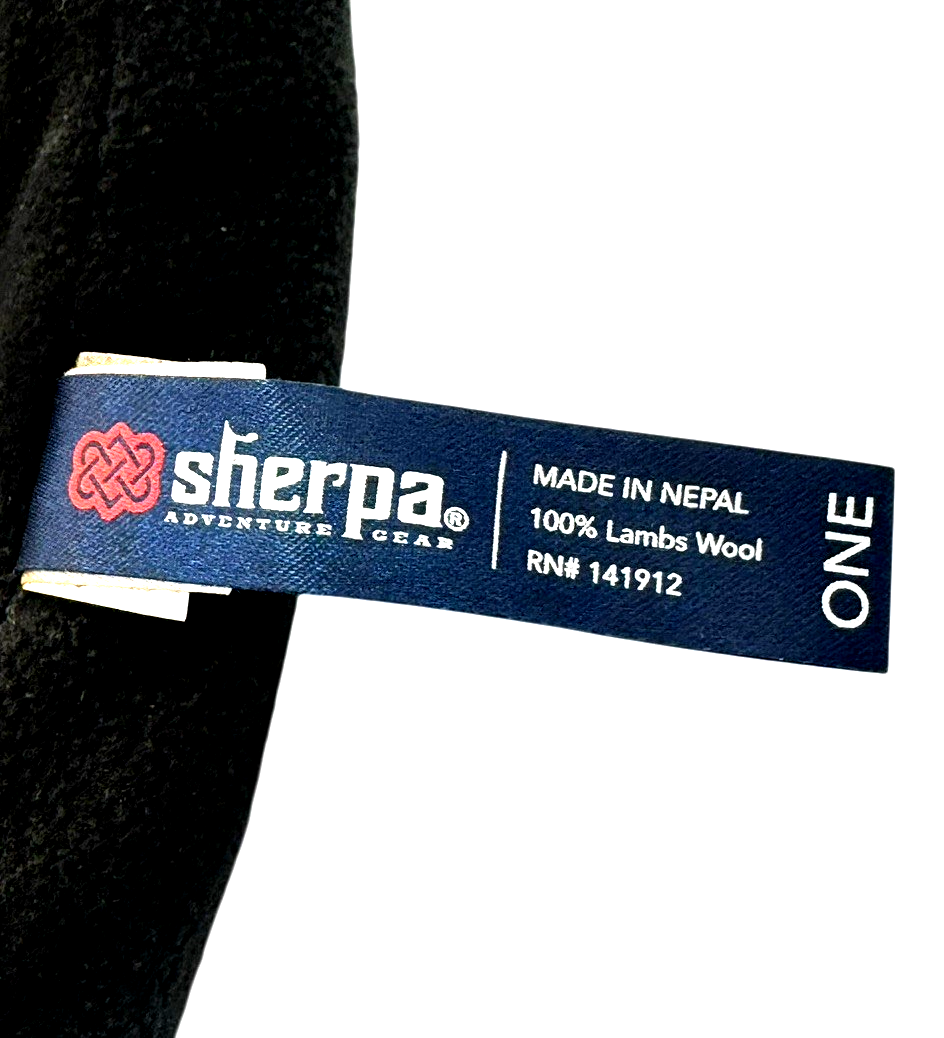 sherpa®
ADVENTURE GEAR
MADE IN NEPAL
100% Lambs Wool
RN# 141912
ONE